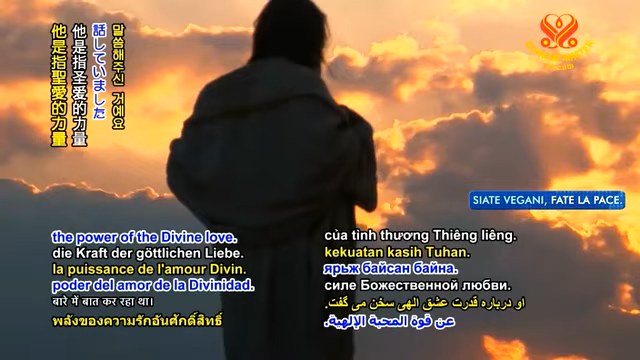 말씀해주신 거예요
話していました
他是指圣爱的力量
他是指聖愛的力量
SIATE VEGANI, FATE LA PACE.
the power of the Divine love.
die Kraft der göttlichen Liebe.
la puissance de l'amour Divin.
poder del amor de la Divinidad.
बारे में बात कर रहा था।
พลังของความรักอันศักดิ์สิทธิ์
của tình thương Thiêng liêng.
kekuatan kasih Tuhan.
ярьж байсан байна.
силе Божественной любви.
او درباره قدرت عشق الهی سخن می گفت.
عن قوة المحبة الإلهية.